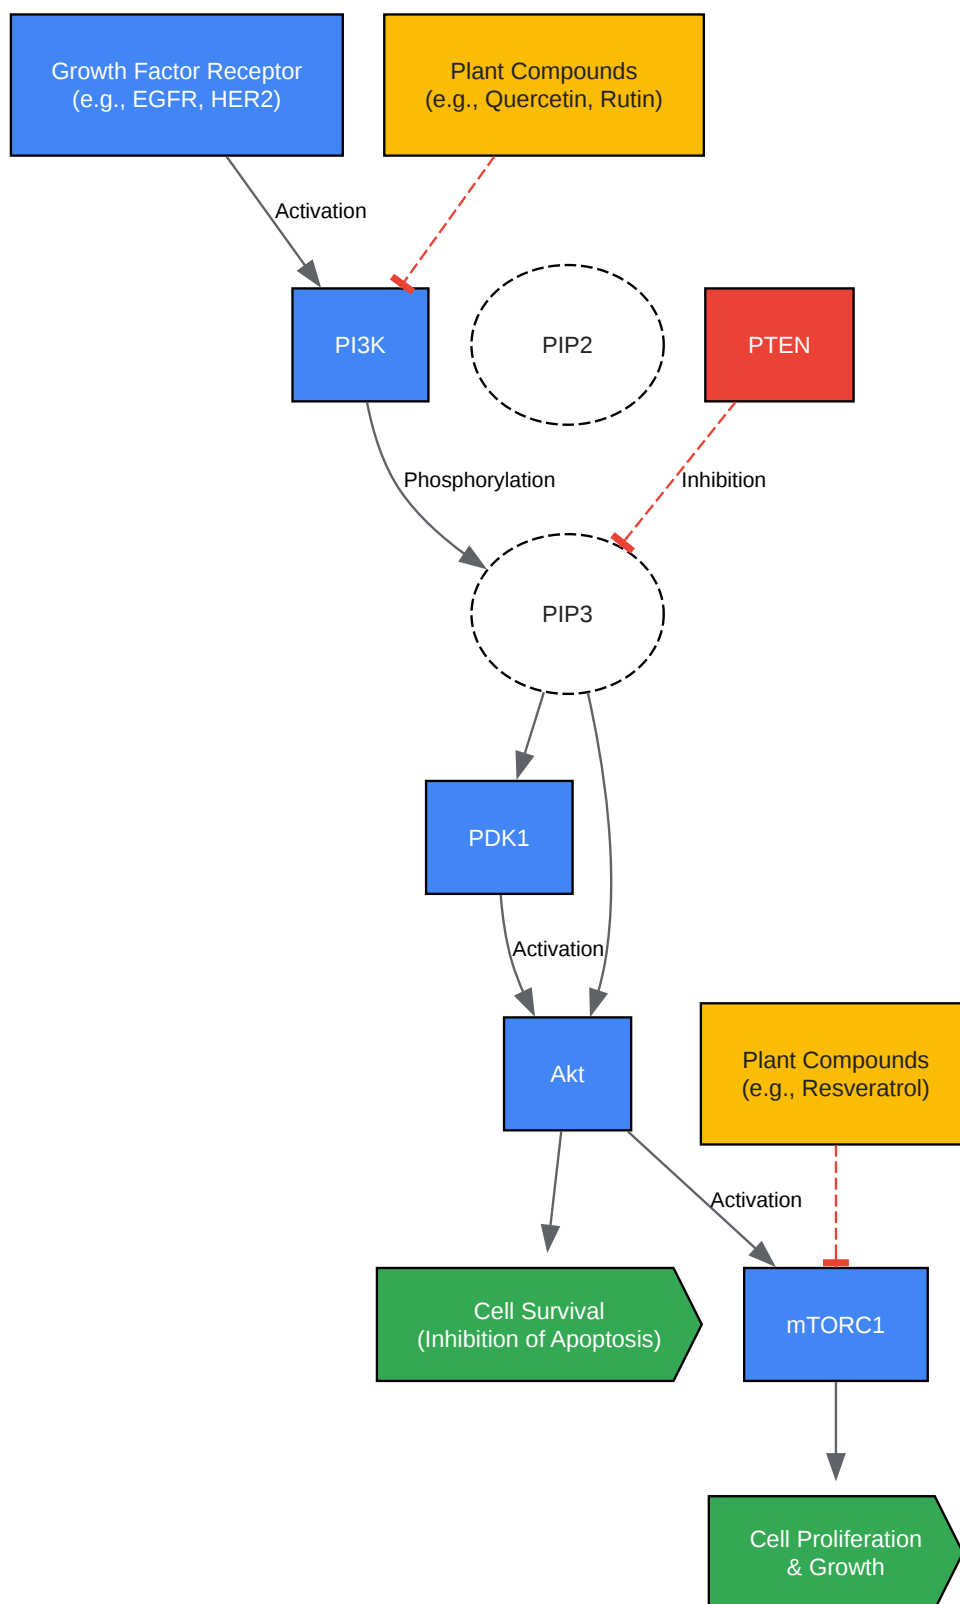 Growth Factor Receptor
(e.g., EGFR, HER2)
Plant Compounds
(e.g., Quercetin, Rutin)
Activation
PI3K
PIP2
PTEN
Phosphorylation
Inhibition
PIP3
PDK1
Activation
Akt
Plant Compounds
(e.g., Resveratrol)
Activation
Cell Survival
(Inhibition of Apoptosis)
mTORC1
Cell Proliferation
& Growth